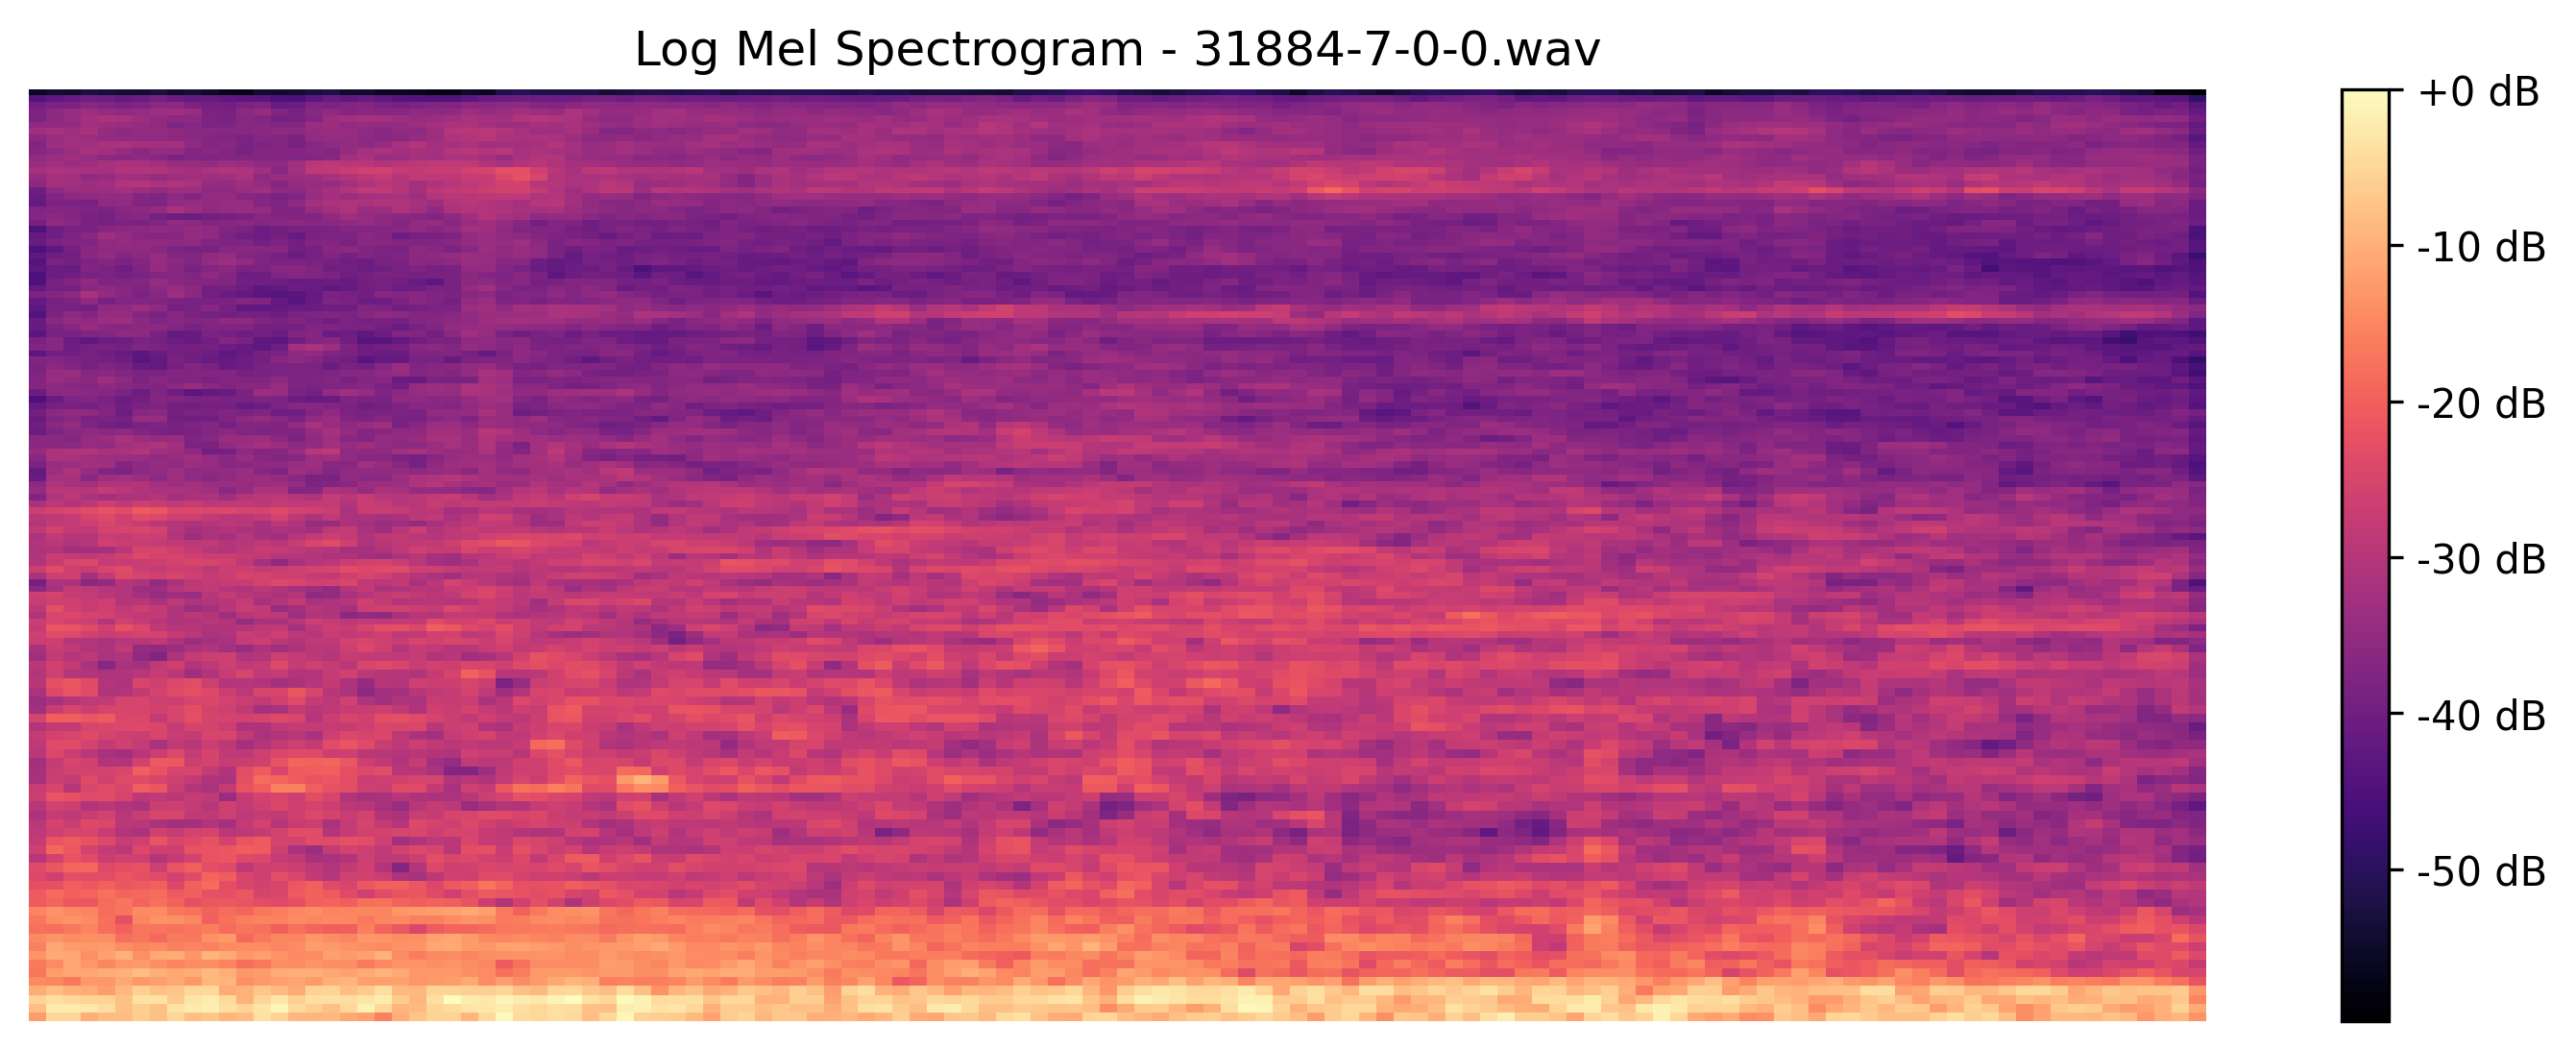 Log Mel Spectrogram - 31884-7-0-0.wav
+0 dB
-10 dB
-20 dB
-30 dB
-40 dB
-50 dB